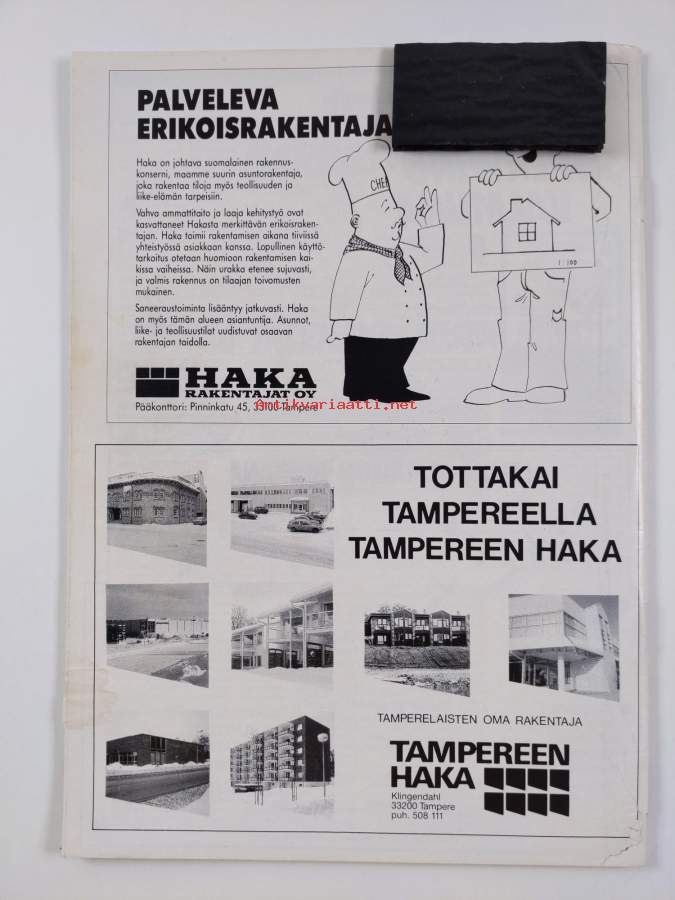 PALVELEVA
ERIKOISRAKENTAJA
Haka on johtava suomalainen rakennus-
konserni, maamme suurin asuntorakentaja,
joka rakentaa tiloja myös teollisuuden ja
liike-elämän tarpeisiin.
Vahva ammattitaito ja laaja kehitystyö ovat
kasvattaneet Hakasta merkittävän erikoisraken-
tajan. Haka toimii rakentamisen aikana tiiviissä
yhteistyössä asiakkaan kanssa. Lopullinen käyttö-
tarkoitus otetaan huomioon rakentamisen kai-
kissa vaiheissa. Näin urakka etenee sujuvasti,
ja valmis rakennus on tilaajan toivomusten
mukainen.
Saneeraustoiminta lisääntyy jatkuvasti. Haka
on myös tämän alueen asiantuntija. Asunnot,
liike- ja teollisuustilat uudistuvat osaavan
rakentajan taidolla.
CHEF
1:100
HAKA
RAKENTAJAT OY
Pääkonttori: Pinninkatu 45, 33100 Tampere
Antikvariaatti.net
TOTTAKAI
TAMPEREELLA
TAMPEREEN HAKA
TAMPERELAISTEN OMA RAKENTAJA
TAMPEREEN
HAKA
Klingendahl
33200 Tampere
puh. 508 111